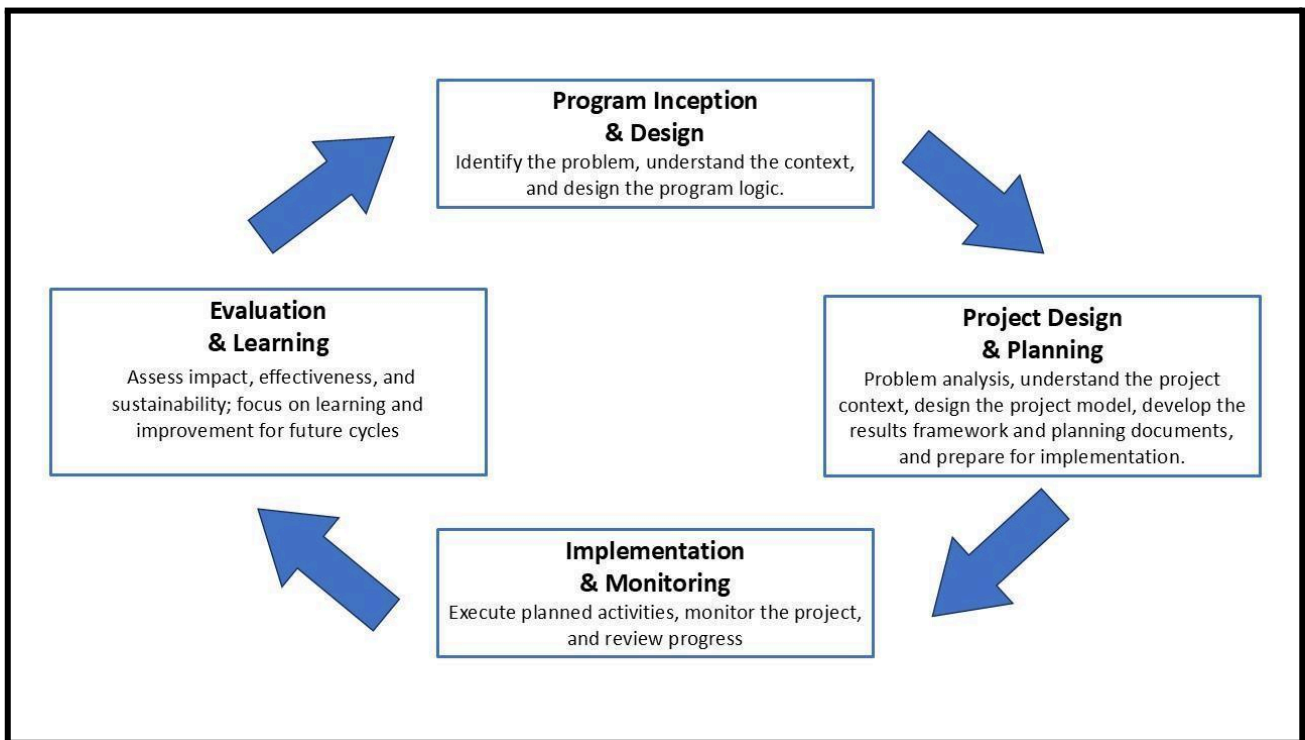 Program Inception
& Design
Identify the problem, understand the context,
and design the program logic.
Evaluation
& Learning
Assess impact, effectiveness, and
sustainability; focus on learning and
improvement for future cycles
Project Design
& Planning
Problem analysis, understand the project
context, design the project model, develop the
results framework and planning documents,
and prepare for implementation.
Implementation
& Monitoring
Execute planned activities, monitor the project,
and review progress